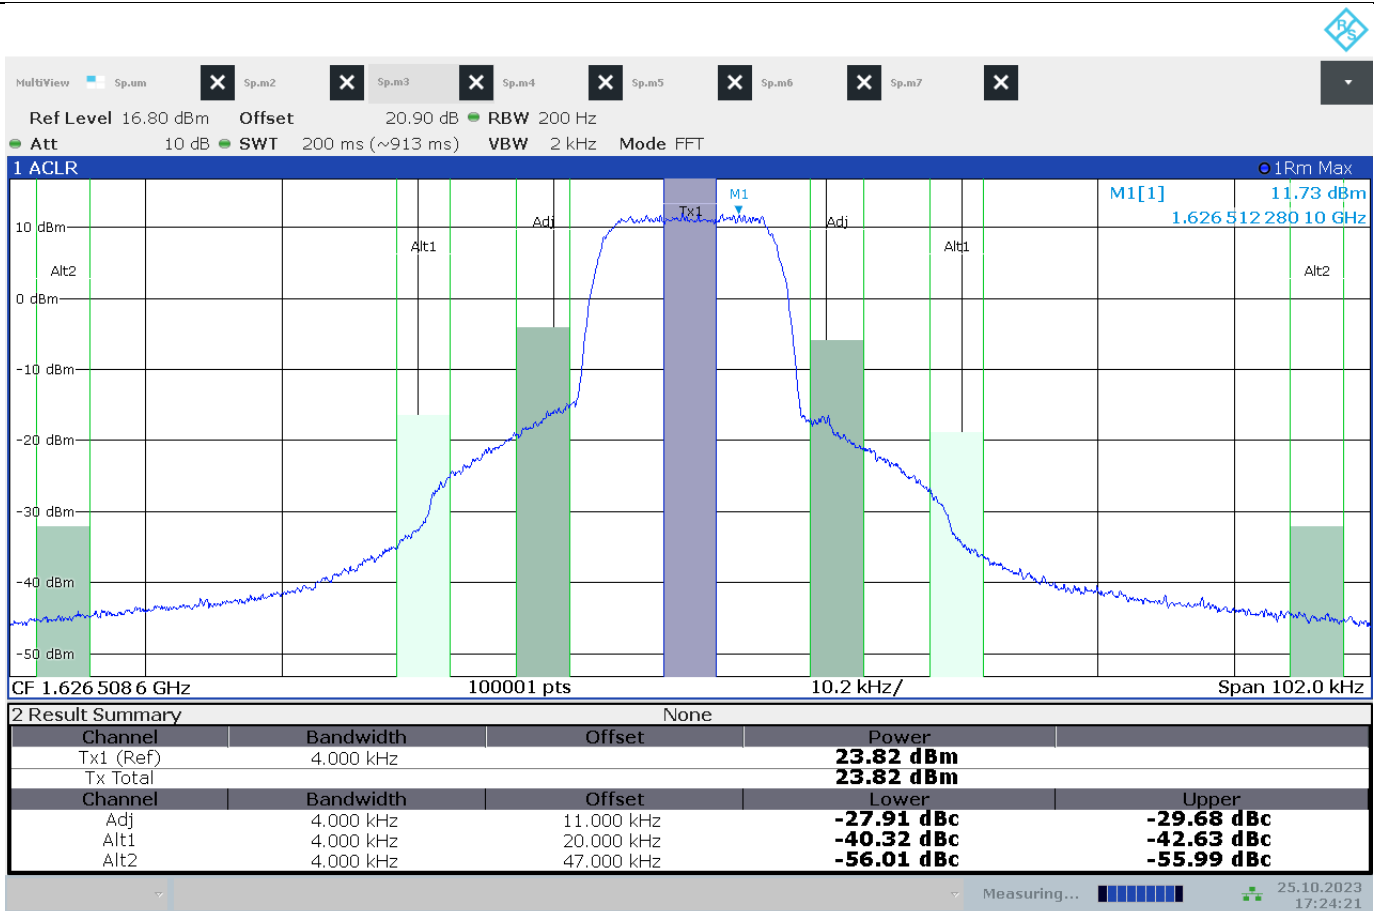 R&S
MultiView Sp.um Sp.m2 Sp.m3 Sp.m4 Sp.m5 Sp.m6 Sp.m7
Ref Level 16.80 dBm Offset 20.90 dB RBW 200 Hz
Att 10 dB SWT 200 ms (~913 ms) VBW 2 kHz Mode FFT
1 ACLR 1Rm Max
M1[1] 11.73 dBm
1.626 512 280 10 GHz
M1
Tx1
Adj Adj
10 dBm
Alt1 Alt1
Alt2 Alt2
0 dBm
-10 dBm
-20 dBm
-30 dBm
-40 dBm
-50 dBm
CF 1.626 508 6 GHz 100001 pts 10.2 kHz/ Span 102.0 kHz
2 Result Summary None
Channel Bandwidth Offset Power
Tx1 (Ref) 4.000 kHz 23.82 dBm
Tx Total 23.82 dBm
Channel Bandwidth Offset Lower Upper
Adj 4.000 kHz 11.000 kHz -27.91 dBc -29.68 dBc
Alt1 4.000 kHz 20.000 kHz -40.32 dBc -42.63 dBc
Alt2 4.000 kHz 47.000 kHz -56.01 dBc -55.99 dBc
Measuring... 25.10.2023
17:24:21